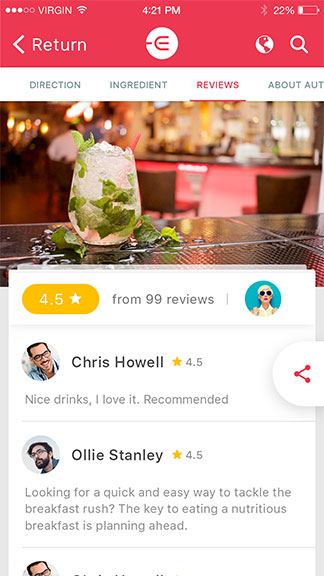 VIRGIN 4:21 PM 22%
Return
DIRECTION INGREDIENT REVIEWS ABOUT AUT
4.5 from 99 reviews
Chris Howell 4.5
Nice drinks, I love it. Recommended
Ollie Stanley 4.5
Looking for a quick and easy way to tackle the
breakfast rush? The key to eating a nutritious
breakfast is planning ahead.